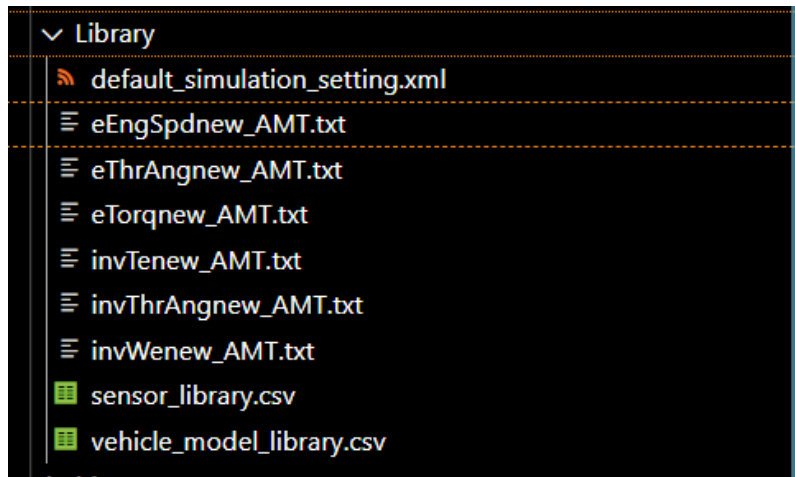 Library
default_simulation_setting.xml
eEngSpdnew_AMT.txt
eThrAngnew_AMT.txt
eTorqnew_AMT.txt
invTenew_AMT.txt
invThrAngnew_AMT.txt
invWenew_AMT.txt
sensor_library.csv
vehicle_model_library.csv